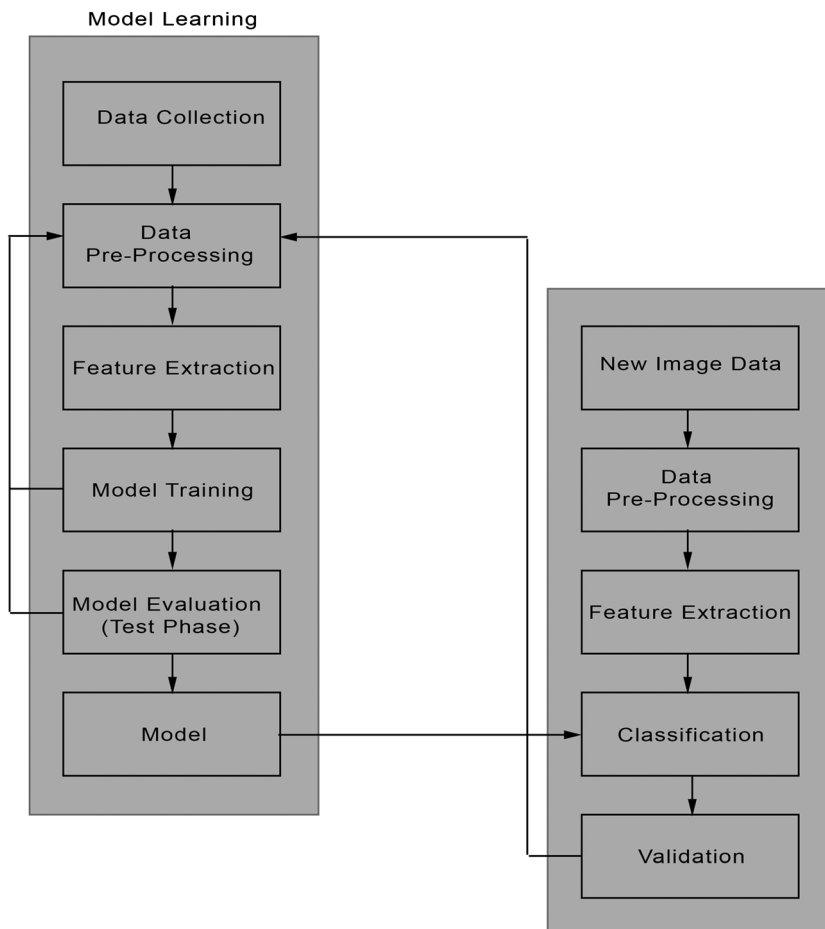 Model Learning
Data Collection
Data
Pre-Processing
Feature Extraction
Model Training
Model Evaluation
(Test Phase)
Model
New Image Data
Data
Pre-Processing
Feature Extraction
Classification
Validation